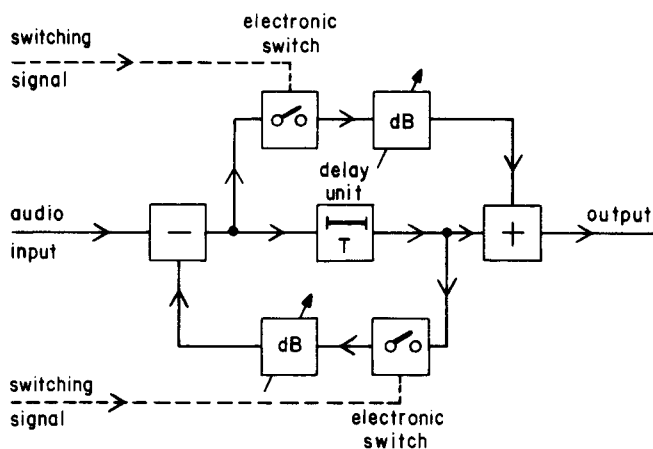 switching
signal
electronic
switch
dB
delay
unit
audio
input
−
T
+
output
dB
switching
signal
electronic
switch